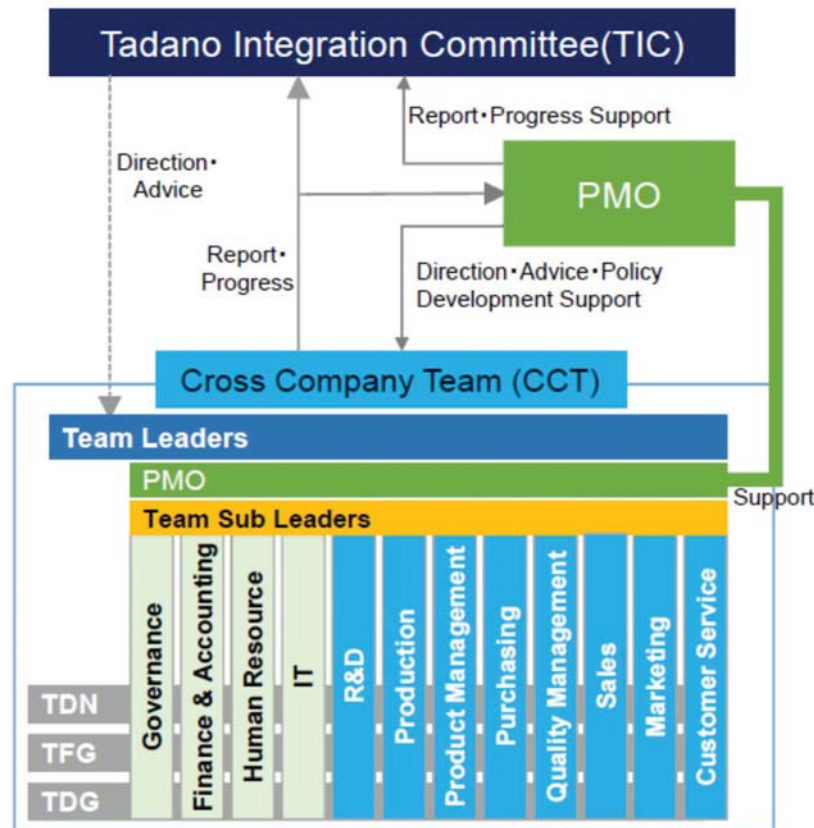 Tadano Integration Committee(TIC)
Report・Progress Support
Direction・
Advice
PMO
Report・
Progress
Direction・Advice・Policy
Development Support
Cross Company Team (CCT)
Team Leaders
PMO
Support
Team Sub Leaders
Governance
Finance & Accounting
Human Resource
IT
R&D
Production
Product Management
Purchasing
Quality Management
Sales
Marketing
Customer Service
TDN
TFG
TDG